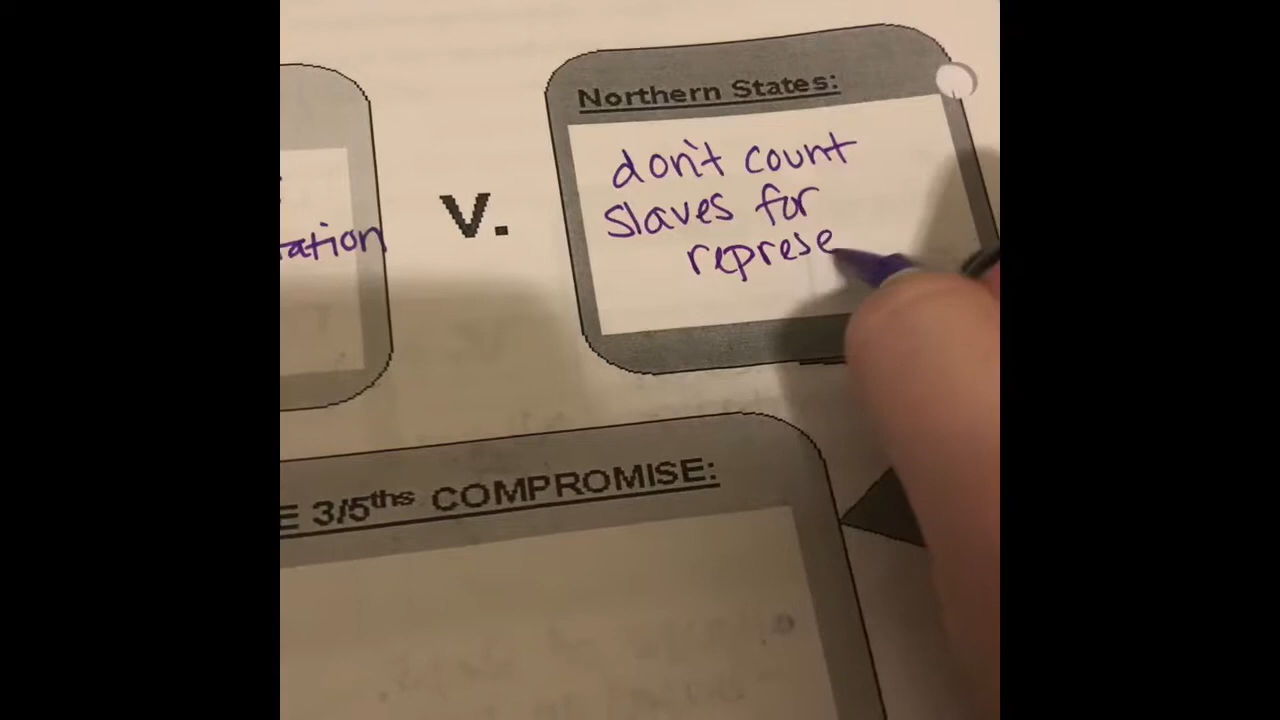 Northern States:
don't count
slaves for
represe
ation
v.
E 3/5ths COMPROMISE: